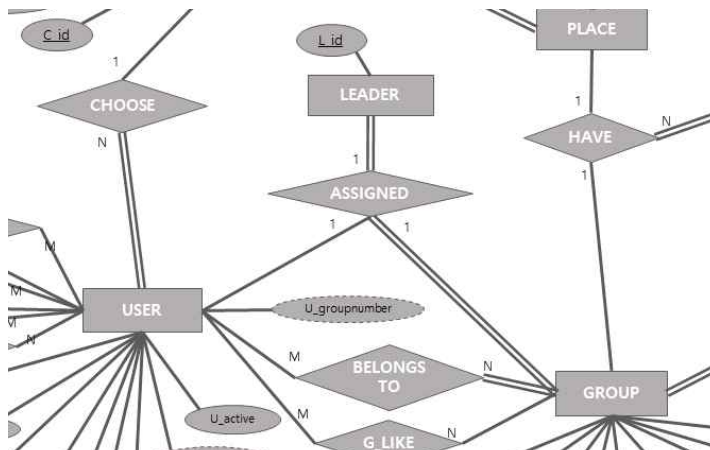 C_id
L_id
PLACE
1
CHOOSE
N
LEADER
1
HAVE
N
1
1
ASSIGNED
1
1
M
M
M
N
USER
U_groupnumber
M
BELONGS
TO
N
GROUP
M
U_active
G_LIKE
N